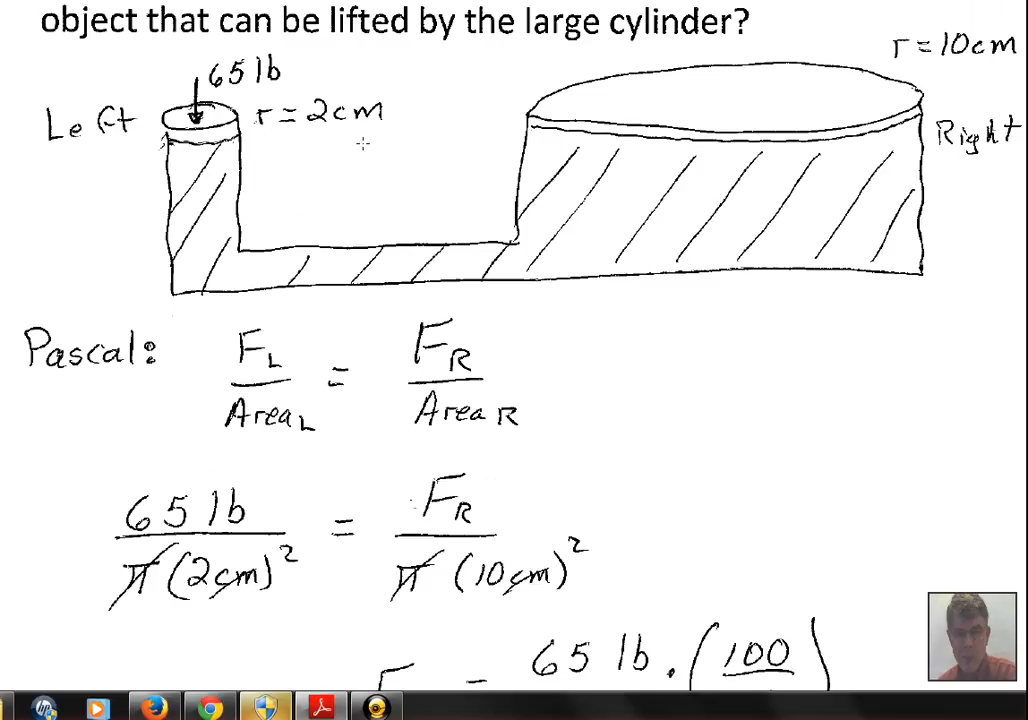 object that can be lifted by the large cylinder?
r = 10cm
65 lb
Left
r = 2cm
Right
Pascal: F_L / Area_L = F_R / Area_R
65 lb / π(2cm)² = F_R / π(10cm)²
= 65 lb · (100